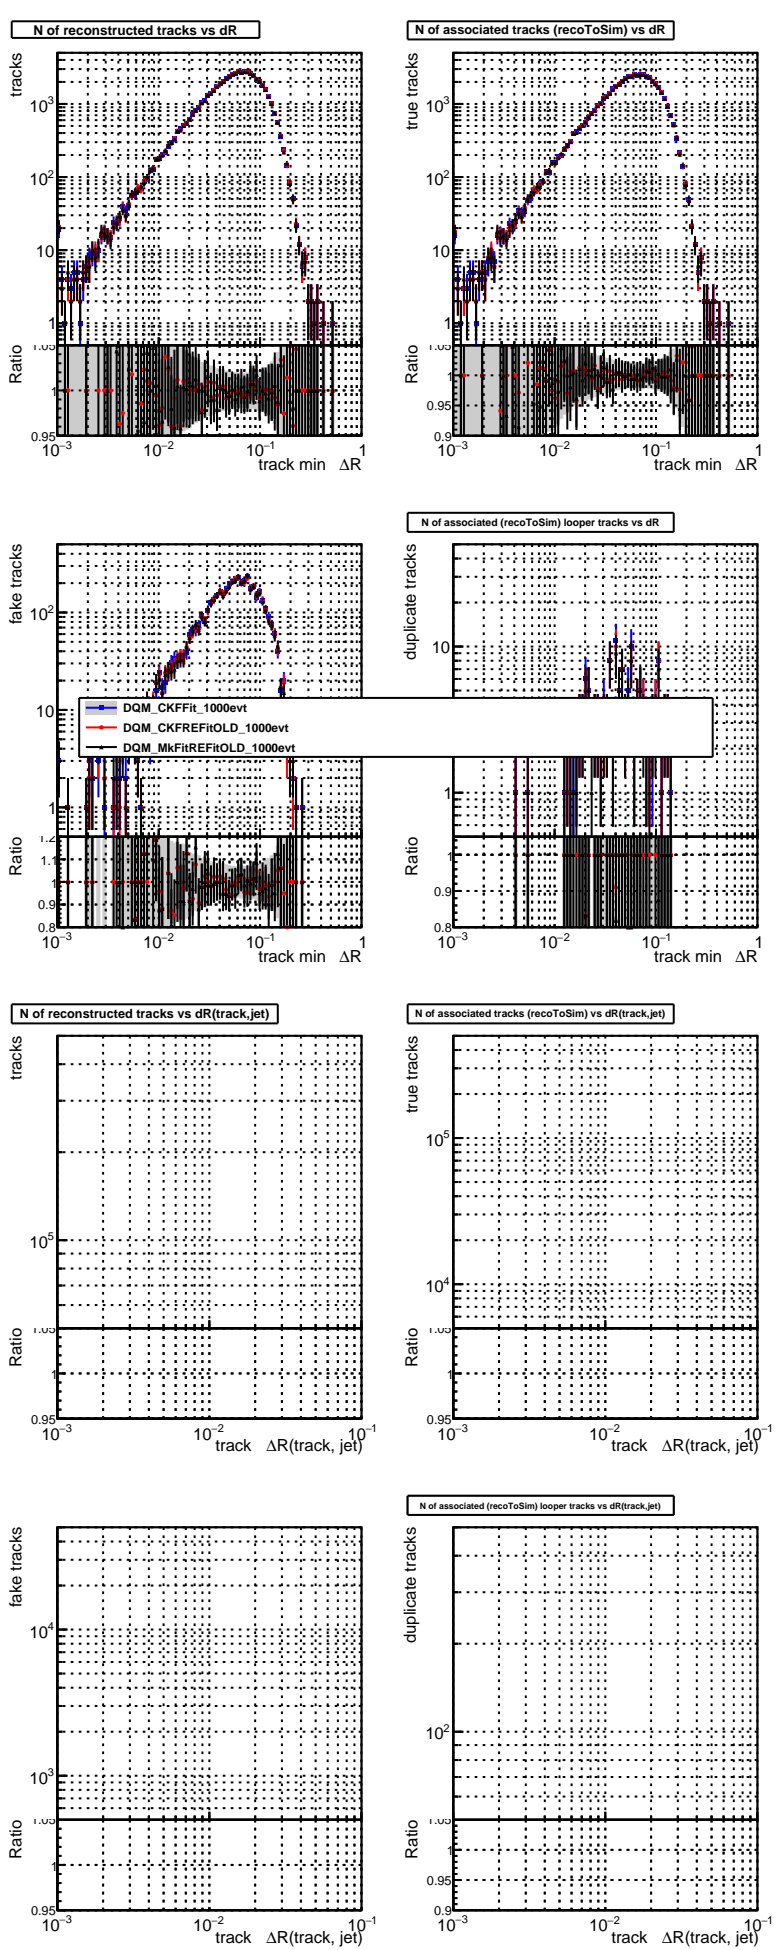 N of reconstructed tracks vs dR
tracks
10³
10²
10
1
Ratio
1.05
1
0.95
10⁻³ 10⁻² 10⁻¹ 1
track min ΔR
N of associated tracks (recoToSim) vs dR
true tracks
10³
10²
10
1
Ratio
1.05
1
0.95
0.9
10⁻³ 10⁻² 10⁻¹ 1
track min ΔR
fake tracks
10²
10
1
Ratio
1.2
1.1
1
0.9
0.8
10⁻³ 10⁻² 10⁻¹ 1
track min ΔR
N of associated (recoToSim) looper tracks vs dR
duplicate tracks
10
1
Ratio
1
0.9
0.8
10⁻³ 10⁻² 10⁻¹ 1
track min ΔR
DQM_CKFFit_1000evt
DQM_CKFREFitOLD_1000evt
DQM_MkFitREFitOLD_1000evt
N of reconstructed tracks vs dR(track,jet)
tracks
10⁵
Ratio
1.05
1
0.95
10⁻³ 10⁻² 10⁻¹
track ΔR(track, jet)
N of associated tracks (recoToSim) vs dR(track,jet)
true tracks
10⁵
10⁴
Ratio
1.05
1
0.95
10⁻³ 10⁻² 10⁻¹
track ΔR(track, jet)
fake tracks
10⁴
10³
Ratio
1.05
1
0.95
10⁻³ 10⁻² 10⁻¹
track ΔR(track, jet)
N of associated (recoToSim) looper tracks vs dR(track,jet)
duplicate tracks
10²
Ratio
1.05
1
0.95
0.9
10⁻³ 10⁻² 10⁻¹
track ΔR(track, jet)